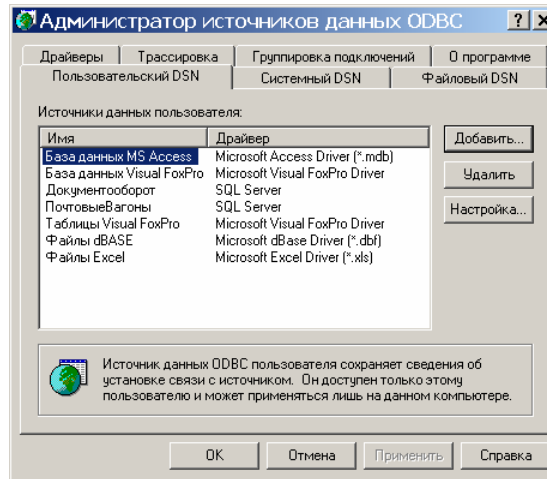 Администратор источников данных ODBC
Драйверы Трассировка Группировка подключений О программе
Пользовательский DSN Системный DSN Файловый DSN
Источники данных пользователя:
Имя Драйвер
База данных MS Access Microsoft Access Driver (*.mdb)
База данных Visual FoxPro Microsoft Visual FoxPro Driver
Документооборот SQL Server
ПочтовыеВагоны SQL Server
Таблицы Visual FoxPro Microsoft Visual FoxPro Driver
Файлы dBASE Microsoft dBase Driver (*.dbf)
Файлы Excel Microsoft Excel Driver (*.xls)
Добавить...
Удалить
Настройка...
Источник данных ODBC пользователя сохраняет сведения об
установке связи с источником. Он доступен только этому
пользователю и может применяться лишь на данном компьютере.
OK Отмена Применить Справка